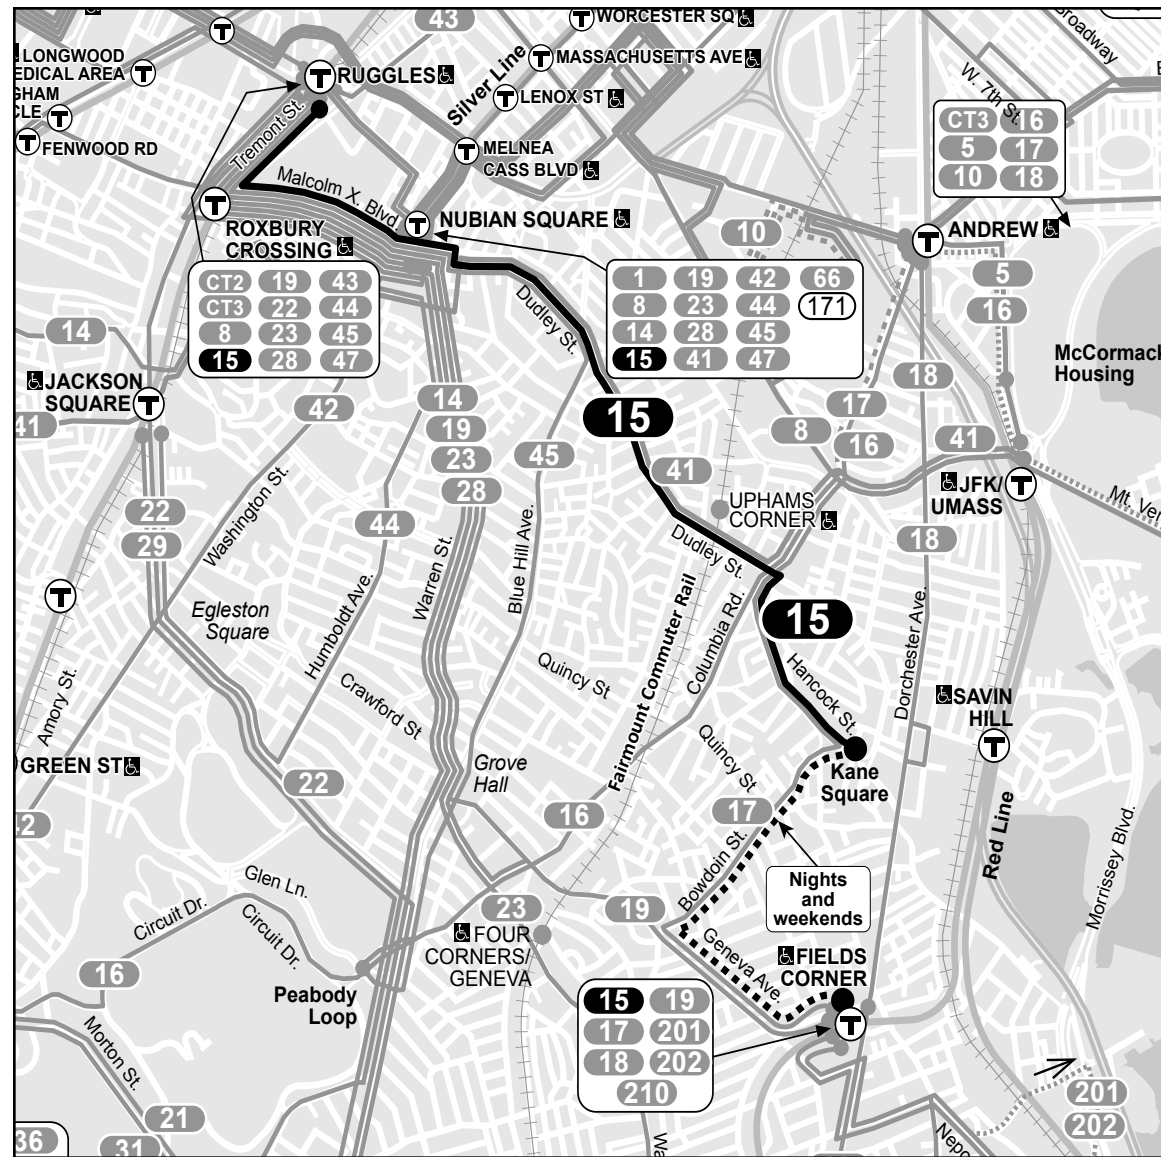 43
WORCESTER SQ
Broadway
LONGWOOD
EDICAL AREA
T
T
T
MASSACHUSETTS AVE
W. 7th St.
T
RUGGLES
Silver Line
GHAM
CLE
T
T
LENOX ST
CT3 16
5 17
10 18
T
FENWOOD RD
Tremont St.
T
MELNEA
CASS BLVD
Malcolm X. Blvd
T
ROXBURY
CROSSING
T
NUBIAN SQUARE
10
T
ANDREW
CT2 19 43
CT3 22 44
8 23 45
15 28 47
1 19 42 66
8 23 44 171
14 28 45
15 41 47
5
16
Dudley St.
14
McCormack
Housing
JACKSON
SQUARE
T
18
41
42
14
19
23
28
15
17
8
16
41
45
41
JFK/
UMASS
T
Mt. Ver
UPHAMS
CORNER
22
29
Washington St.
44
Dudley St.
18
T
Egleston
Square
Humboldt Ave.
Warren St.
Blue Hill Ave.
Fairmount Commuter Rail
Columbia Rd.
15
Dorchester Ave.
Quincy St
Crawford St
Hancock St.
SAVIN
HILL
T
Amory St.
Quincy St
GREEN ST
Grove
Hall
Kane
Square
22
16
17
Red Line
Morrissey Blvd.
Bowdoin St.
Nights
and
weekends
Glen Ln.
Circuit Dr.
Circuit Dr.
23
19
FOUR
CORNERS/
GENEVA
Geneva Ave.
FIELDS
CORNER
16
Peabody
Loop
15 19
17 201
18 202
210
T
Morton St.
21
201
202
36
31
Wa
Nepo